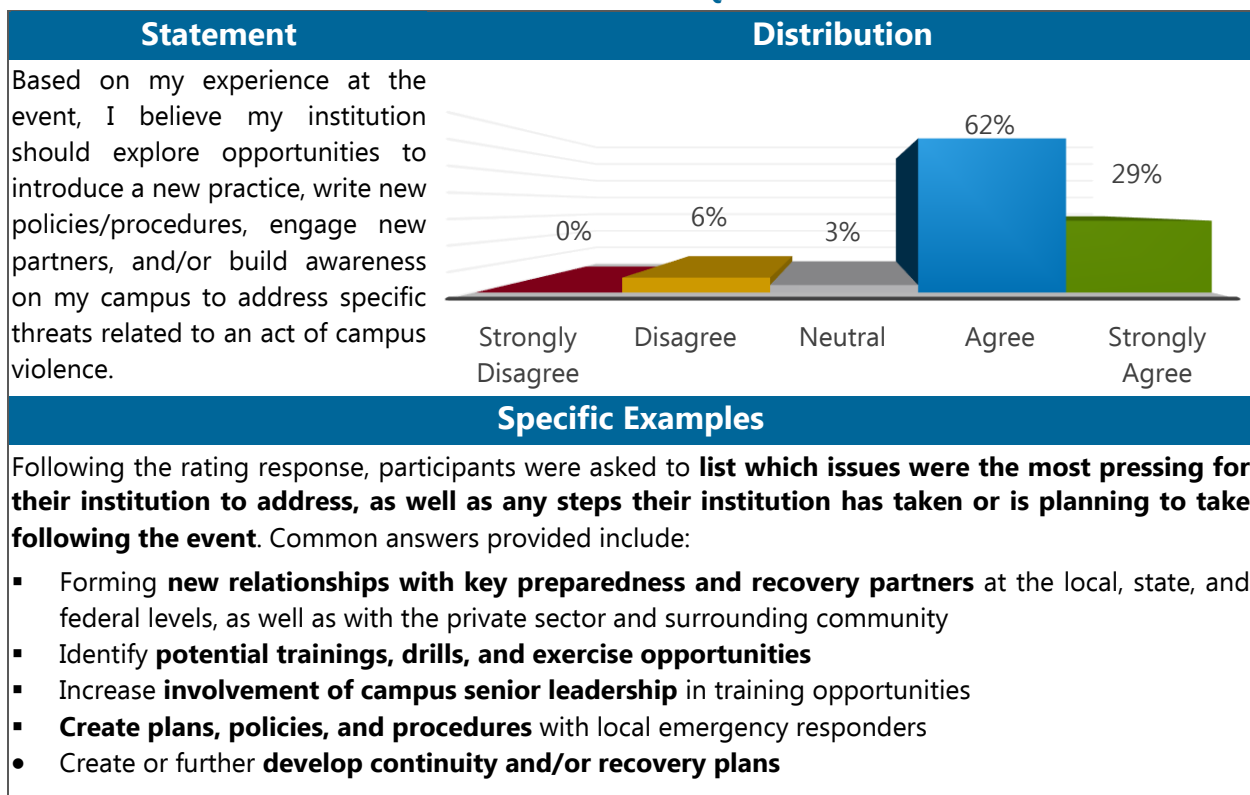 Statement
Distribution
Based on my experience at the
event, I believe my institution
should explore opportunities to
introduce a new practice, write new
policies/procedures, engage new
partners, and/or build awareness
on my campus to address specific
threats related to an act of campus
violence.
0%
6%
3%
62%
29%
Strongly
Disagree
Disagree
Neutral
Agree
Strongly
Agree
Specific Examples
Following the rating response, participants were asked to list which issues were the most pressing for
their institution to address, as well as any steps their institution has taken or is planning to take
following the event. Common answers provided include:
▪ Forming new relationships with key preparedness and recovery partners at the local, state, and
federal levels, as well as with the private sector and surrounding community
▪ Identify potential trainings, drills, and exercise opportunities
▪ Increase involvement of campus senior leadership in training opportunities
▪ Create plans, policies, and procedures with local emergency responders
• Create or further develop continuity and/or recovery plans